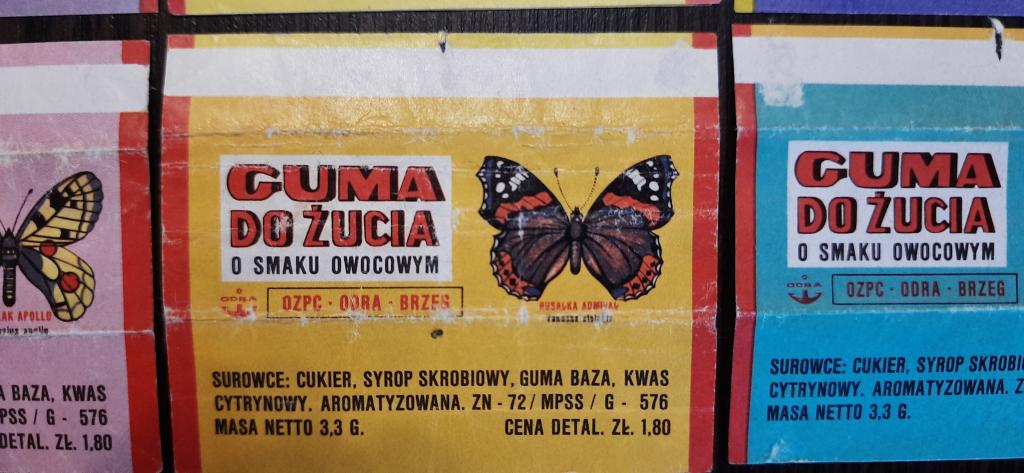 AK APOLLO
A BAZA, KWAS
MPSS / G - 576
DETAL. ZŁ. 1,80
GUMA
DO ŻUCIA
O SMAKU OWOCOWYM
ODRA
OZPC · ODRA · BRZEG
RUSAŁKA ADMIRAŁ
Vanessa
SUROWCE: CUKIER, SYROP SKROBIOWY, GUMA BAZA, KWAS
CYTRYNOWY. AROMATYZOWANA. ZN - 72 / MPSS / G - 576
MASA NETTO 3,3 G. CENA DETAL. ZŁ. 1,80
GUMA
DO ŻUCIA
O SMAKU OWOCOWYM
ODRA
OZPC · ODRA · BRZEG
SUROWCE: CUKIER, SYROP SKROBI
CYTRYNOWY. AROMATYZOWANA. Z
MASA NETTO 3,3 G.